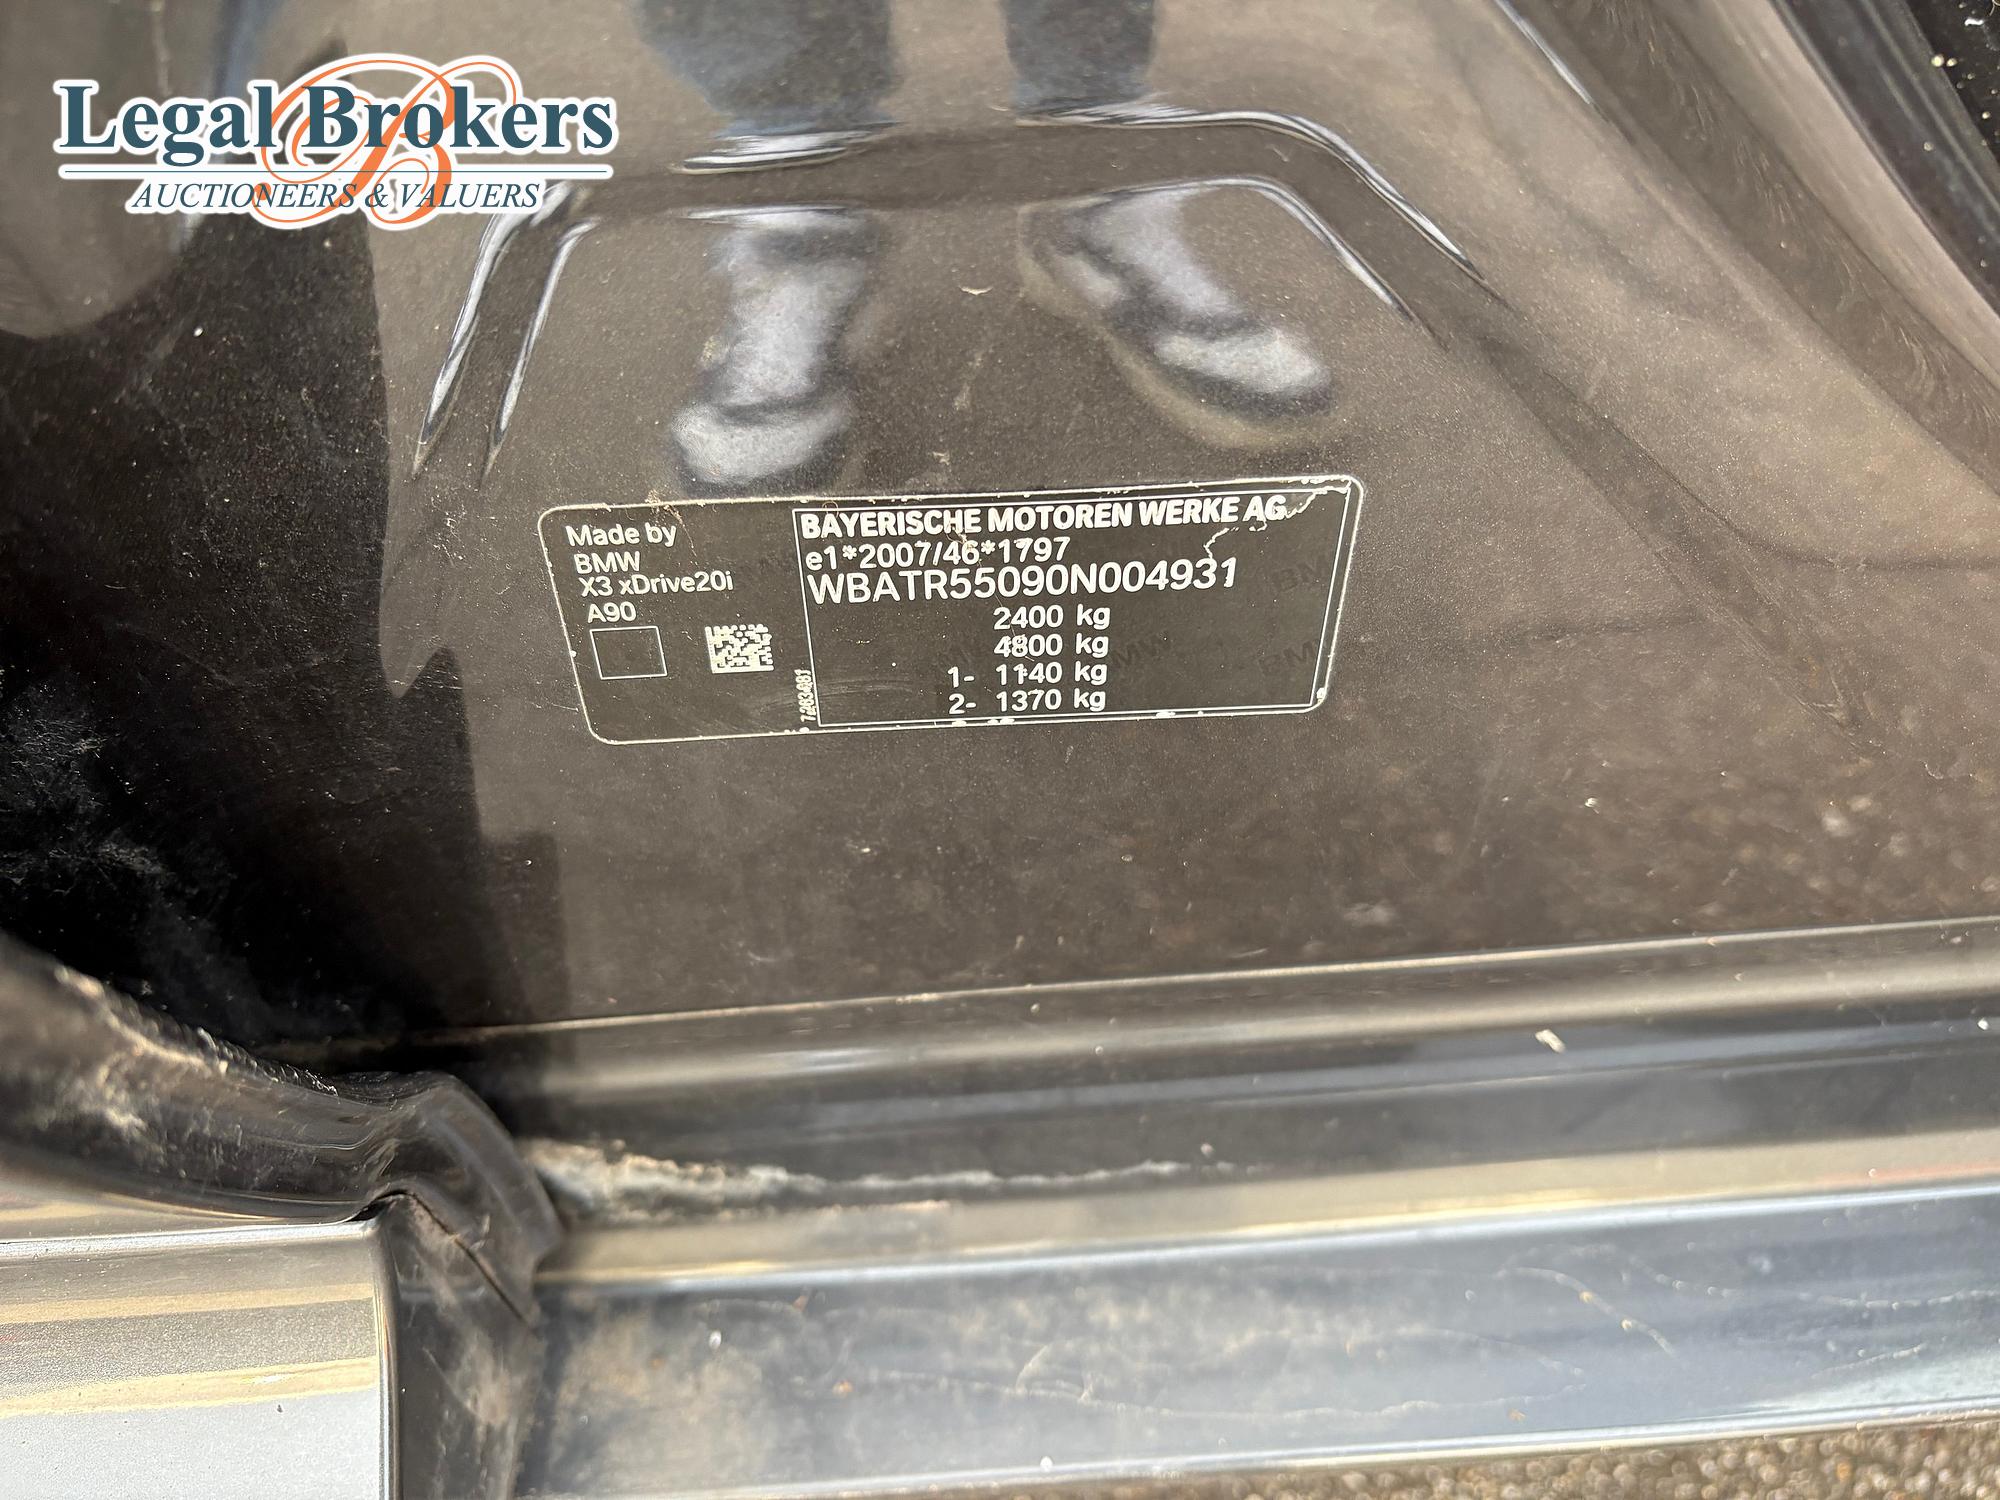 Legal Brokers
AUCTIONEERS & VALUERS
Made by
BMW
X3 xDrive20i
A90
BAYERISCHE MOTOREN WERKE AG
e1*2007/46*1797
WBATR55090N004931
2400 kg
4800 kg
1- 1140 kg
2- 1370 kg